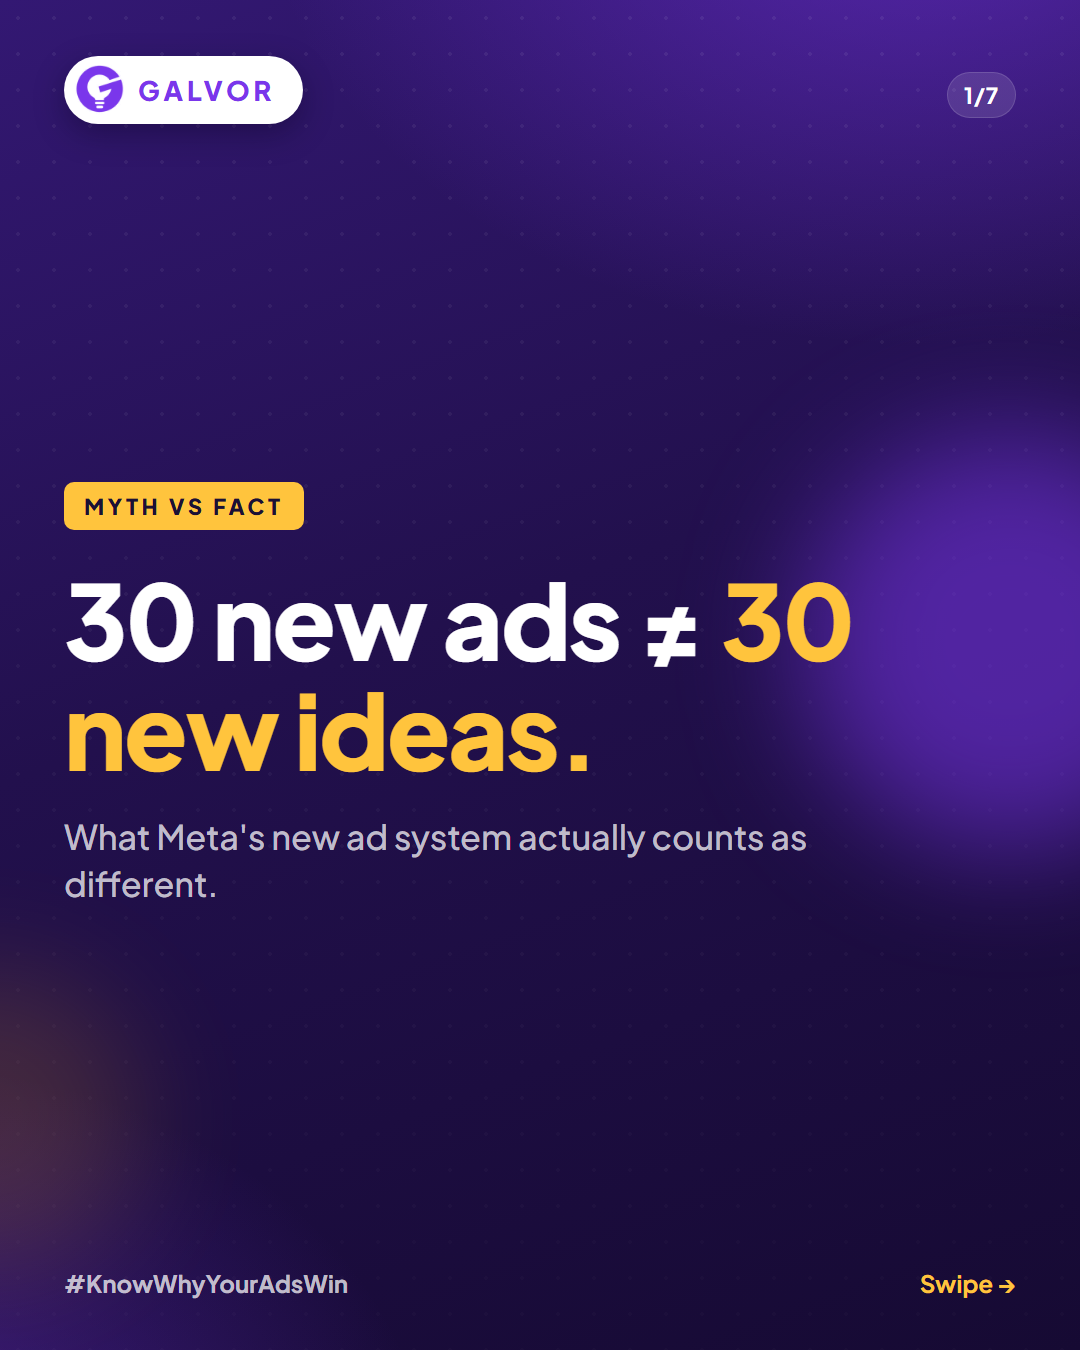 GALVOR
1/7
MYTH VS FACT
30 new ads ≠ 30
new ideas.
What Meta's new ad system actually counts as
different.
#KnowWhyYourAdsWin
Swipe →